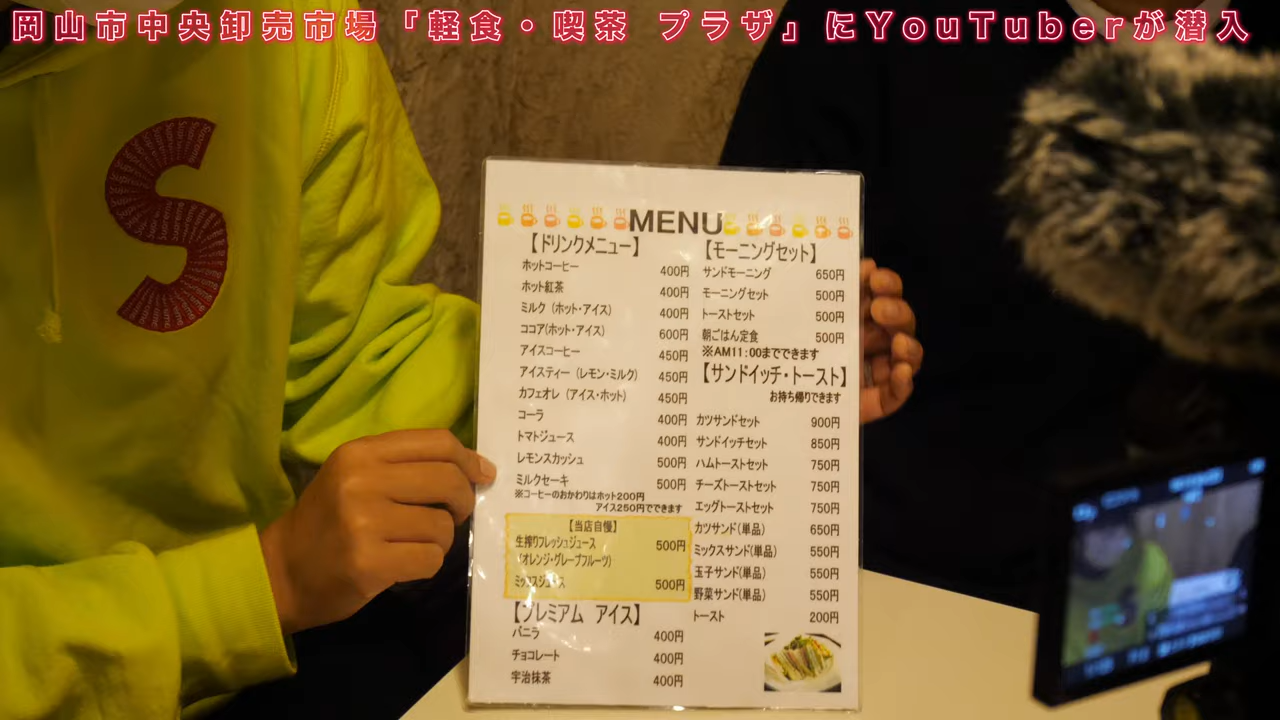 岡山市中央卸売市場「軽食・喫茶 プラザ」にYouTuberが潜入
S
MENU
【ドリンクメニュー】
ホットコーヒー 400円
ホット紅茶 400円
ミルク（ホット・アイス） 400円
ココア(ホット・アイス) 600円
アイスコーヒー 450円
アイスティー（レモン・ミルク） 450円
カフェオレ（アイス・ホット） 450円
コーラ 400円
トマトジュース 400円
レモンスカッシュ 500円
ミルクセーキ 500円
※コーヒーのおかわりはホット200円
アイス250円でできます
【当店自慢】
生搾りフレッシュジュース 500円
（オレンジ・グレープフルーツ）
ミックスジュース 500円
【プレミアム アイス】
バニラ 400円
チョコレート 400円
宇治抹茶 400円
【モーニングセット】
サンドモーニング 650円
モーニングセット 500円
トーストセット 500円
朝ごはん定食 500円
※AM11:00までできます
【サンドイッチ・トースト】
お持ち帰りできます
カツサンドセット 900円
サンドイッチセット 850円
ハムトーストセット 750円
チーズトーストセット 750円
エッグトーストセット 750円
カツサンド(単品) 650円
ミックスサンド(単品) 550円
玉子サンド(単品) 550円
野菜サンド(単品) 550円
トースト 200円